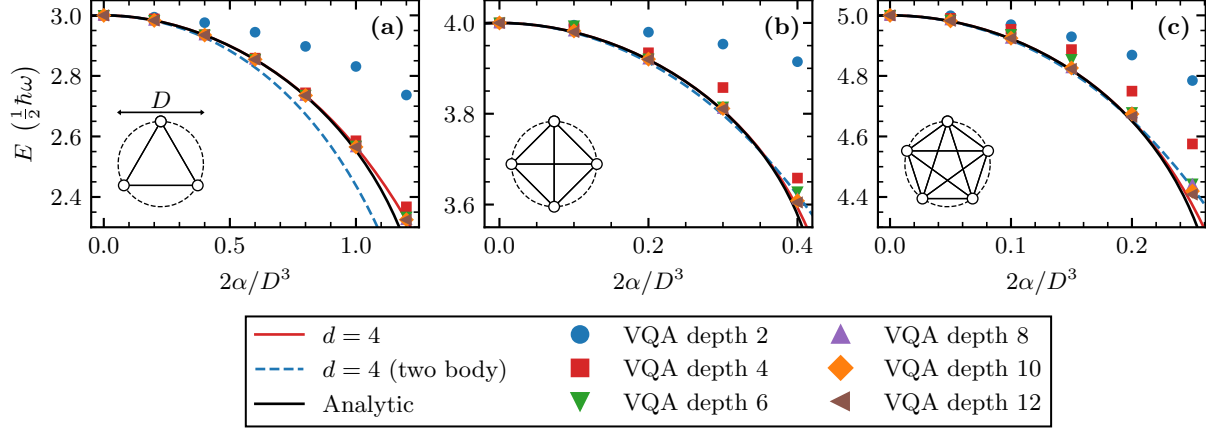 (a)
(b)
(c)
E (½ħω)
3.0
2.8
2.6
2.4
D
0.0
0.5
1.0
2α/D³
4.0
3.8
3.6
0.0
0.2
0.4
2α/D³
5.0
4.8
4.6
4.4
0.0
0.1
0.2
2α/D³
d = 4
d = 4 (two body)
Analytic
VQA depth 2
VQA depth 4
VQA depth 6
VQA depth 8
VQA depth 10
VQA depth 12